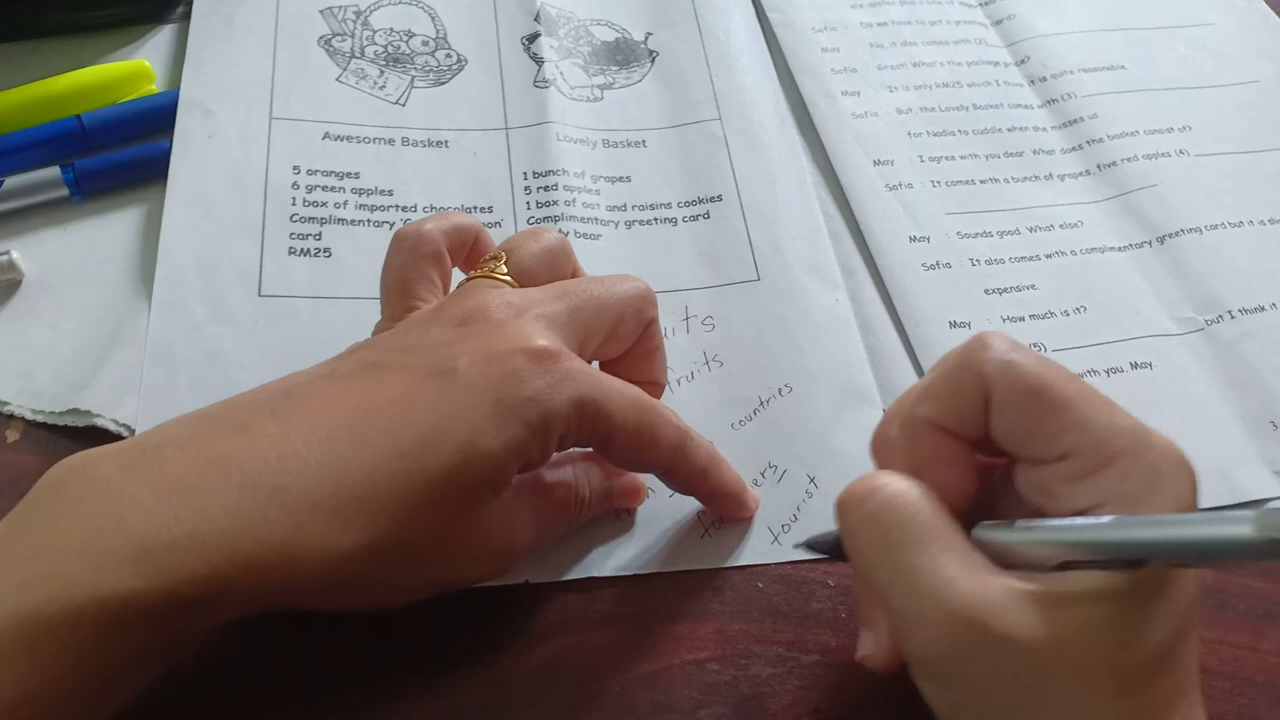 Awesome Basket
5 oranges
6 green apples
1 box of imported chocolates
Complimentary
card
RM25
Lovely Basket
1 bunch of grapes
5 red apples
1 box of oat and raisins cookies
Complimentary greeting card
bear
fruits
countries
tourist
Sofia : Do we have to get a greeting card?
May : No, it also comes with (2)
Sofia : Great! What's the package price?
May : It is only RM25 which I think it is quite reasonable.
Sofia : But, the Lovely Basket comes with (3)
for Nadia to cuddle when she misses us.
May : I agree with you dear. What does the basket consist of?
Sofia : It comes with a bunch of grapes, five red apples (4)
May : Sounds good. What else?
Sofia : It also comes with a complimentary greeting card but it is
expensive.
May : How much is it?
(5) but I think it
with you, May.
3